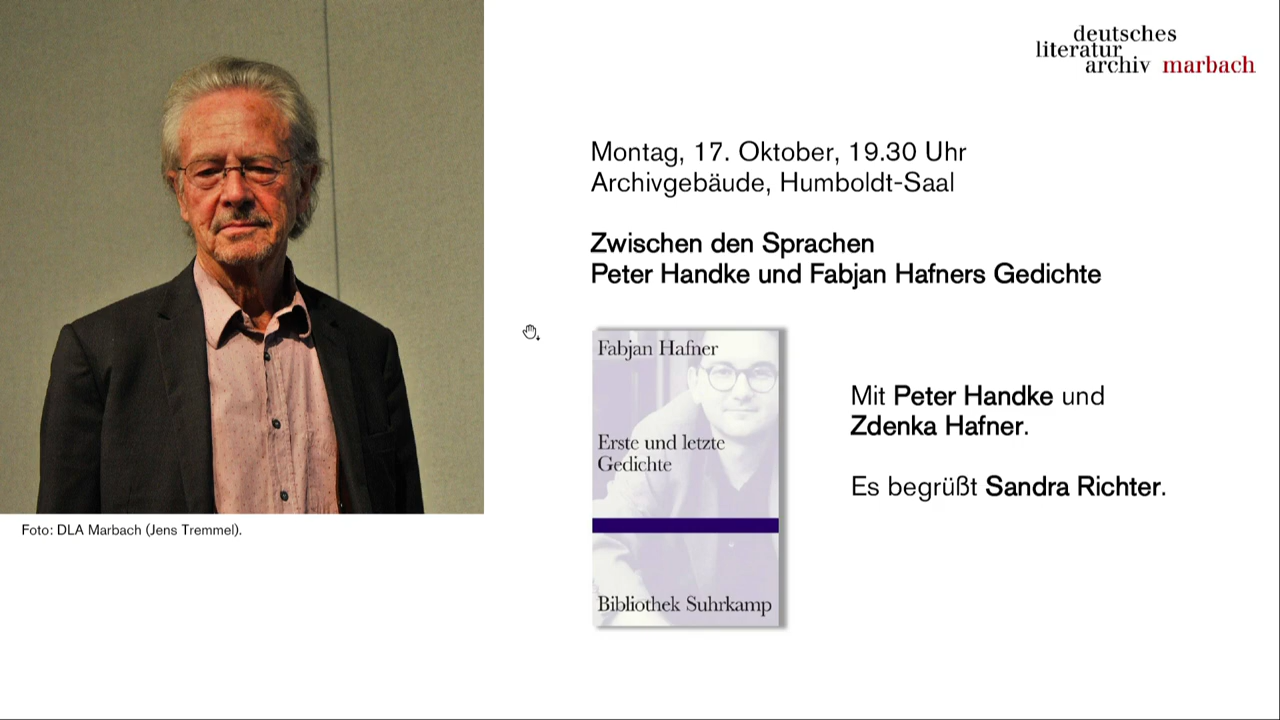 deutsches
literatur
archiv marbach
Montag, 17. Oktober, 19.30 Uhr
Archivgebäude, Humboldt-Saal
Zwischen den Sprachen
Peter Handke und Fabjan Hafners Gedichte
Fabjan Hafner
Erste und letzte
Gedichte
Bibliothek Suhrkamp
Mit Peter Handke und
Zdenka Hafner.
Es begrüßt Sandra Richter.
Foto: DLA Marbach (Jens Tremmel).